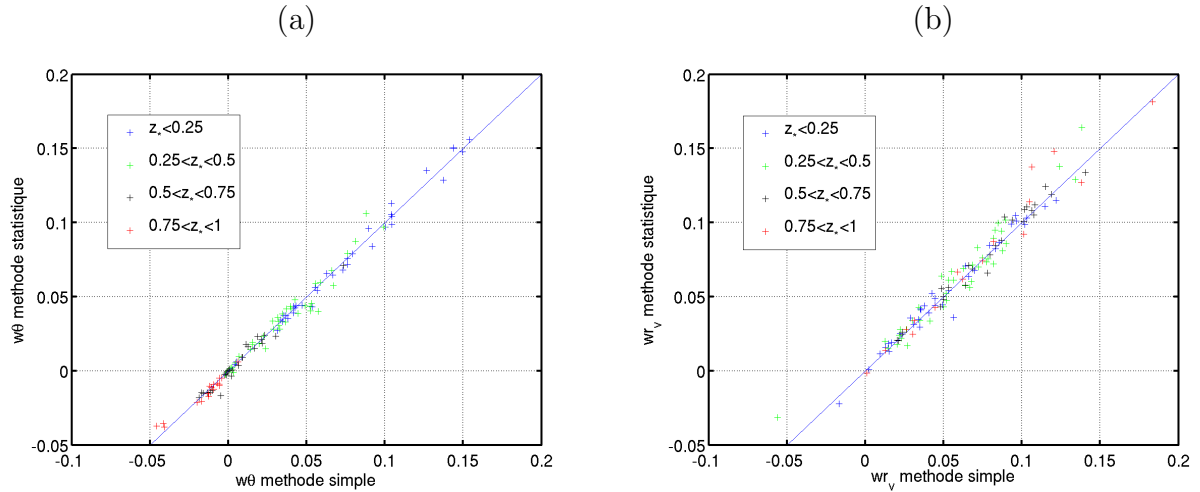 (a)
0.2
0.15
0.1
0.05
0
-0.05
-0.1
-0.05
0
0.05
0.1
0.15
0.2
wθ methode statistique
wθ methode simple
z*<0.25
0.25<z*<0.5
0.5<z*<0.75
0.75<z*<1
(b)
0.2
0.15
0.1
0.05
0
-0.05
-0.1
-0.05
0
0.05
0.1
0.15
0.2
wr_v methode statistique
wr_v methode simple
z*<0.25
0.25<z*<0.5
0.5<z*<0.75
0.75<z*<1